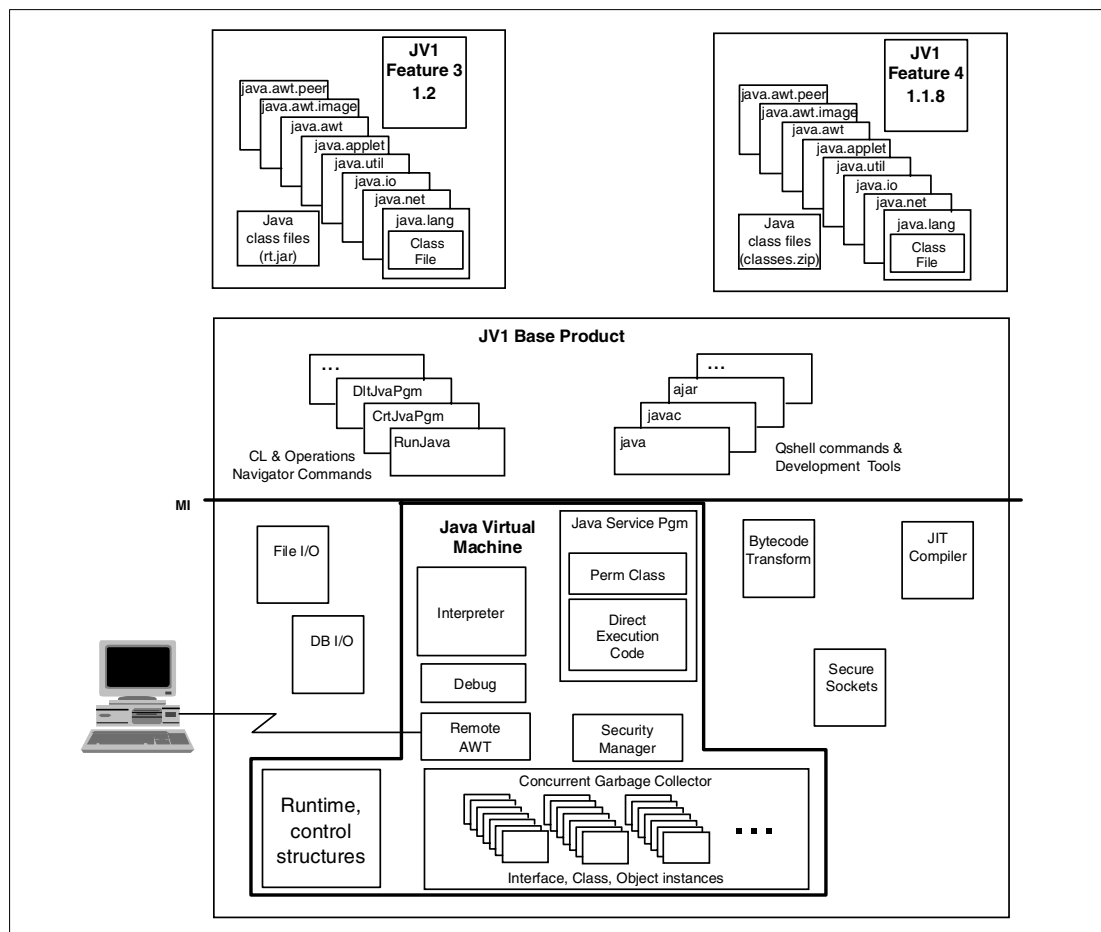 JV1
Feature 3
1.2
java.awt.peer
java.awt.image
java.awt
java.applet
java.util
java.io
java.net
java.lang
Class
File
Java
class files
(rt.jar)
JV1
Feature 4
1.1.8
java.awt.peer
java.awt.image
java.awt
java.applet
java.util
java.io
java.net
java.lang
Class
File
Java
class files
(classes.zip)
JV1 Base Product
...
DltJvaPgm
CrtJvaPgm
RunJava
CL & Operations
Navigator Commands
...
ajar
javac
java
Qshell commands &
Development Tools
MI
File I/O
DB I/O
Java Virtual
Machine
Interpreter
Debug
Remote
AWT
Java Service Pgm
Perm Class
Direct
Execution
Code
Security
Manager
Bytecode
Transform
JIT
Compiler
Secure
Sockets
Runtime,
control
structures
Concurrent Garbage Collector
...
Interface, Class, Object instances